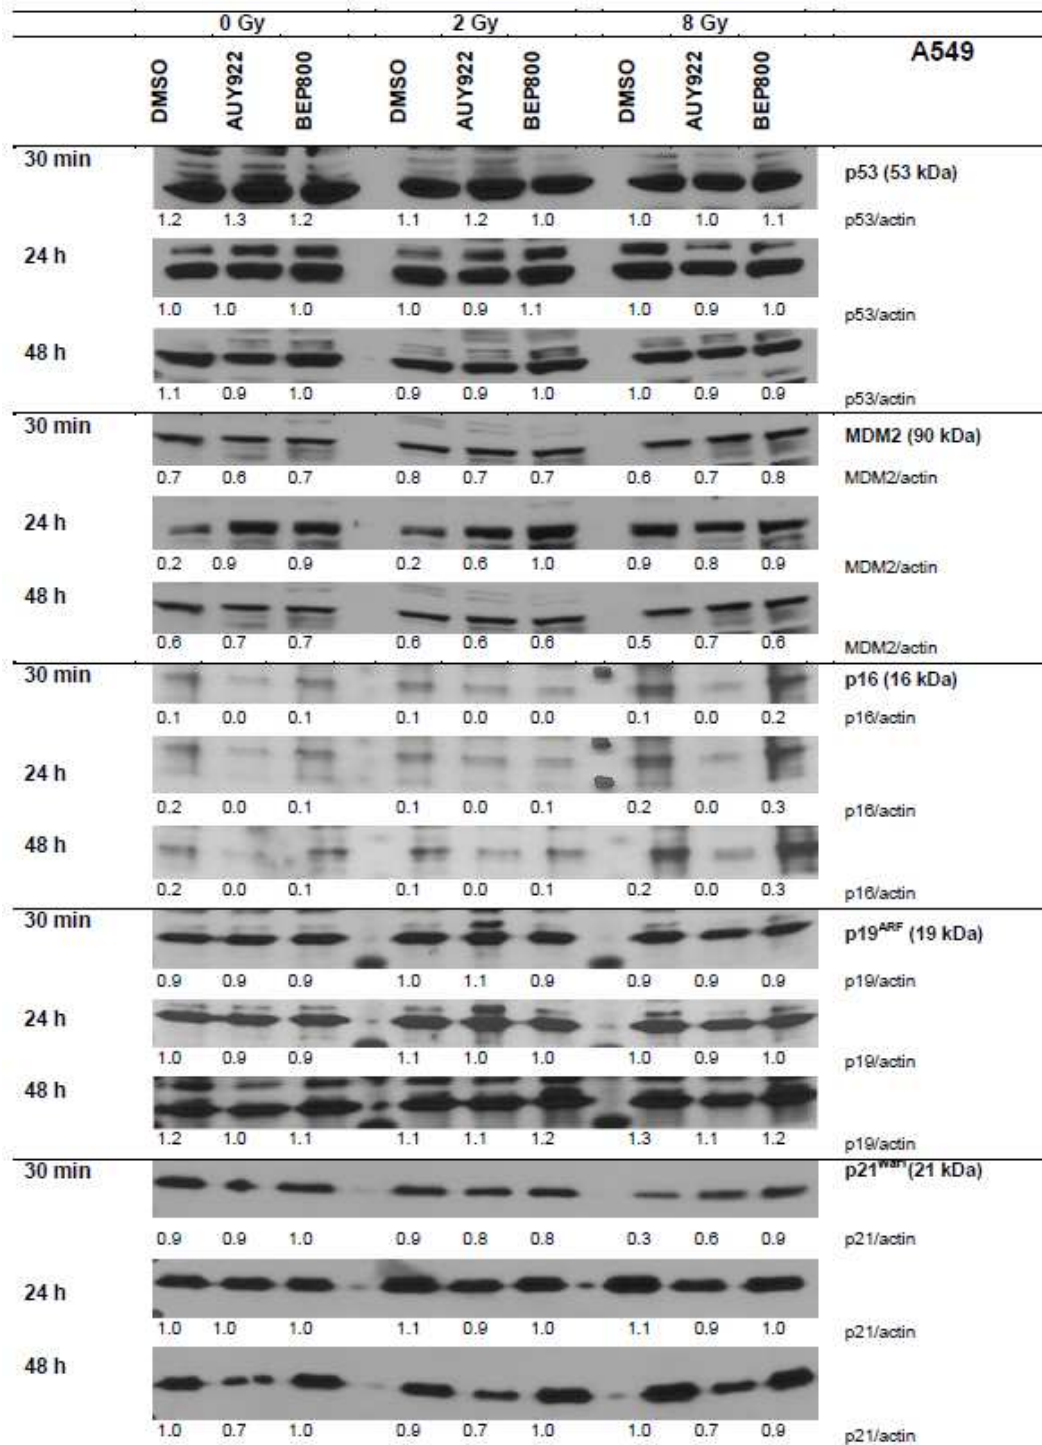 0 Gy 2 Gy 8 Gy
A549
DMSO AUY922 BEP800 DMSO AUY922 BEP800 DMSO AUY922 BEP800
30 min p53 (53 kDa)
1.2 1.3 1.2 1.1 1.2 1.0 1.0 1.0 1.1 p53/actin
24 h
1.0 1.0 1.0 1.0 0.9 1.1 1.0 0.9 1.0 p53/actin
48 h
1.1 0.9 1.0 0.9 0.9 1.0 1.0 0.9 0.9 p53/actin
30 min MDM2 (90 kDa)
0.7 0.6 0.7 0.8 0.7 0.7 0.6 0.7 0.8 MDM2/actin
24 h
0.2 0.9 0.9 0.2 0.6 1.0 0.9 0.8 0.9 MDM2/actin
48 h
0.6 0.7 0.7 0.6 0.6 0.6 0.5 0.7 0.6 MDM2/actin
30 min p16 (16 kDa)
0.1 0.0 0.1 0.1 0.0 0.0 0.1 0.0 0.2 p16/actin
24 h
0.2 0.0 0.1 0.1 0.0 0.1 0.2 0.0 0.3 p16/actin
48 h
0.2 0.0 0.1 0.1 0.0 0.1 0.2 0.0 0.3 p16/actin
30 min p19ARF (19 kDa)
0.9 0.9 0.9 1.0 1.1 0.9 0.9 0.9 0.9 p19/actin
24 h
1.0 0.9 0.9 1.1 1.0 1.0 1.0 0.9 1.0 p19/actin
48 h
1.2 1.0 1.1 1.1 1.1 1.2 1.3 1.1 1.2 p19/actin
30 min p21 (21 kDa)
0.9 0.9 1.0 0.9 0.8 0.8 0.3 0.6 0.9 p21/actin
24 h
1.0 1.0 1.0 1.1 0.9 1.0 1.1 0.9 1.0 p21/actin
48 h
1.0 0.7 1.0 0.9 0.7 1.0 1.0 0.7 0.9 p21/actin